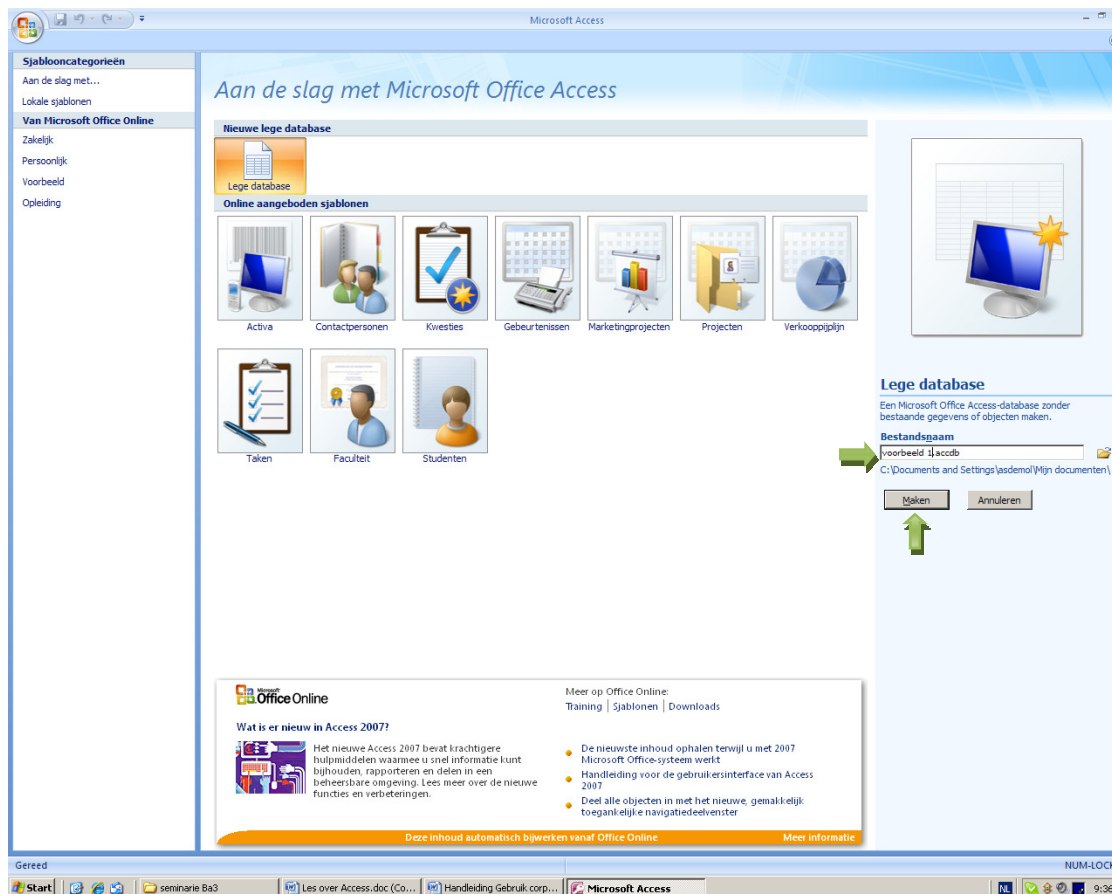 Microsoft Access
Sjablooncategorieën
Aan de slag met...
Lokale sjablonen
Van Microsoft Office Online
Zakelijk
Persoonlijk
Voorbeeld
Opleiding
Aan de slag met Microsoft Office Access
Nieuwe lege database
Lege database
Online aangeboden sjablonen
Activa
Contactpersonen
Kwesties
Gebeurtenissen
Marketingprojecten
Projecten
Verkooppijplijn
Taken
Faculteit
Studenten
Lege database
Een Microsoft Office Access-database zonder
bestaande gegevens of objecten maken.
Bestandsnaam
voorbeeld 1.accdb
C:\Documents and Settings\asdemol\Mijn documenten\
Maken
Annuleren
Microsoft
Office Online
Wat is er nieuw in Access 2007?
Het nieuwe Access 2007 bevat krachtigere
hulpmiddelen waarmee u snel informatie kunt
bijhouden, rapporteren en delen in een
beheersbare omgeving. Lees meer over de nieuwe
functies en verbeteringen.
Meer op Office Online:
Training | Sjablonen | Downloads
De nieuwste inhoud ophalen terwijl u met 2007
Microsoft Office-systeem werkt
Handleiding voor de gebruikersinterface van Access
2007
Deel alle objecten in met het nieuwe, gemakkelijk
toegankelijke navigatiedeelvenster
Deze inhoud automatisch bijwerken vanaf Office Online
Meer informatie
Gereed
NUM-LOCK
Start
seminarie Ba3
Les over Access.doc (Co...
Handleiding Gebruik corp...
Microsoft Access
NL
9:36